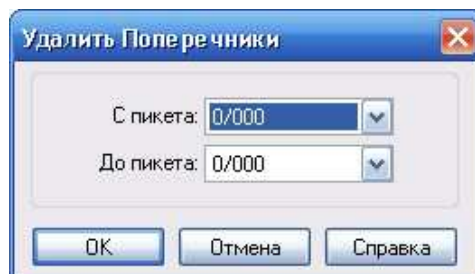 Удалить Поперечники
С пикета: 0/000
До пикета: 0/000
OK Отмена Справка